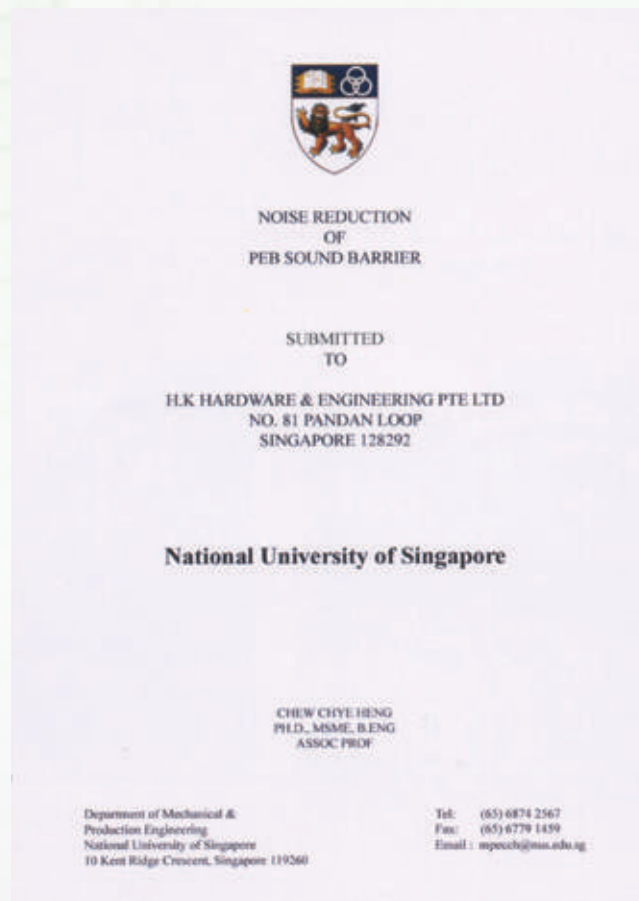 NOISE REDUCTION
OF
PEB SOUND BARRIER
SUBMITTED
TO
H.K HARDWARE & ENGINEERING PTE LTD
NO. 81 PANDAN LOOP
SINGAPORE 128292
National University of Singapore
CHEW CHYE HENG
PH.D., MSME, B.ENG
ASSOC PROF
Department of Mechanical &
Production Engineering
National University of Singapore
10 Kent Ridge Crescent, Singapore 119260
Tel: (65) 6874 2567
Fax: (65) 6779 1459
Email : mpecch@nus.edu.sg